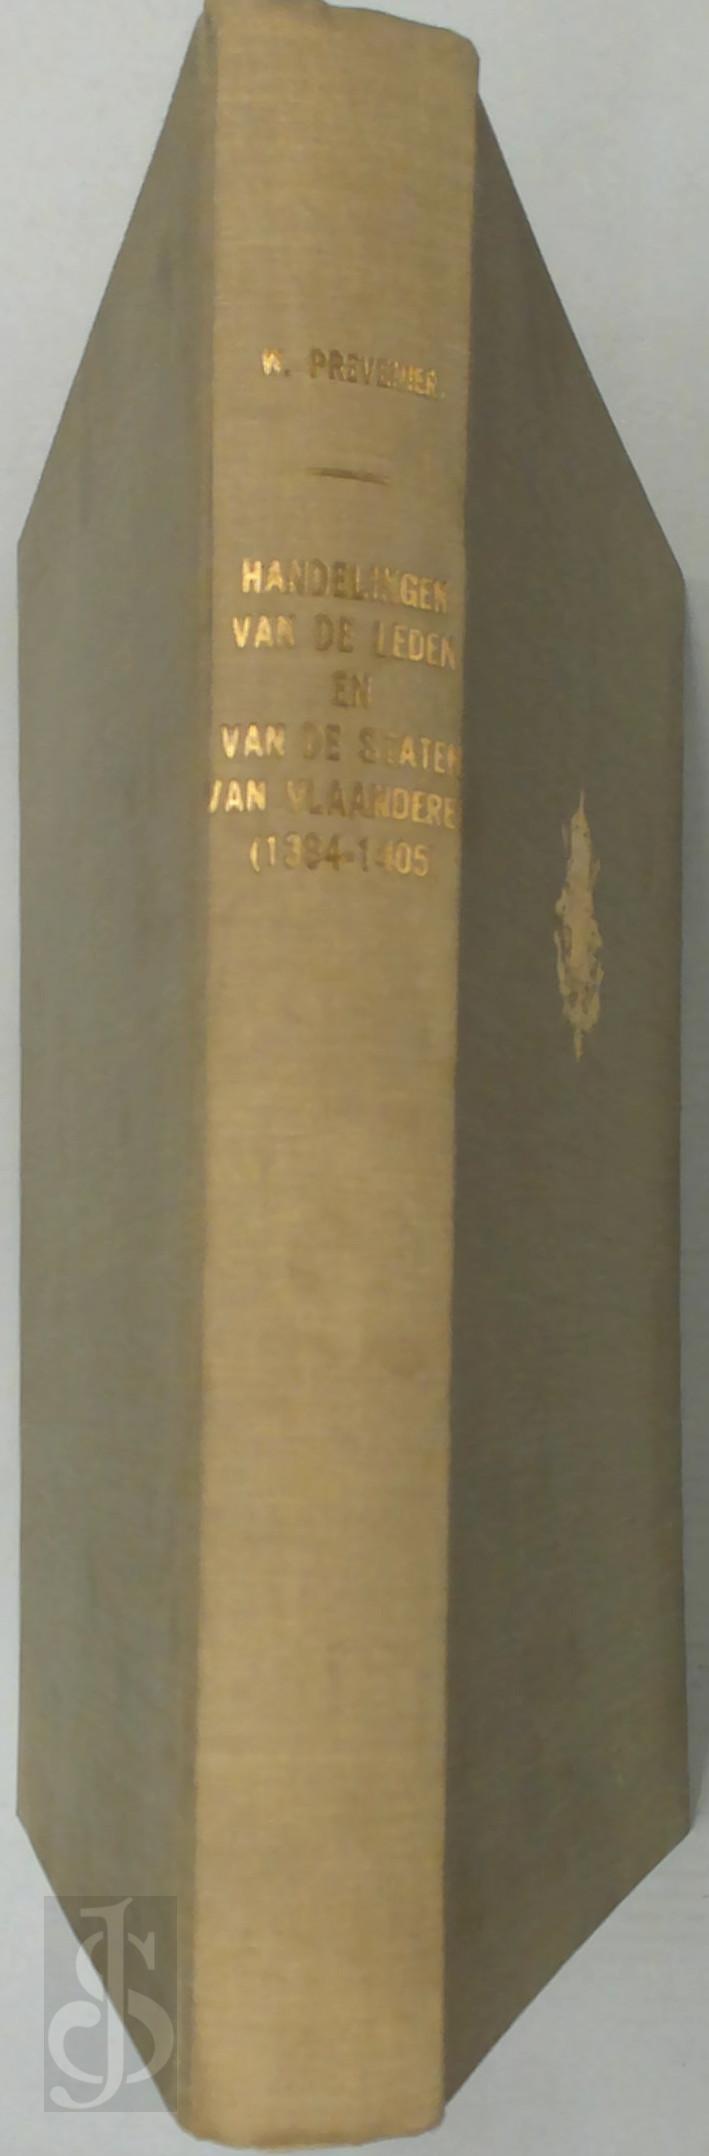 W. PREVENIER.
HANDELINGEN
VAN DE LEDEN
EN
VAN DE STATEN
VAN VLAANDEREN
(1384-1405)